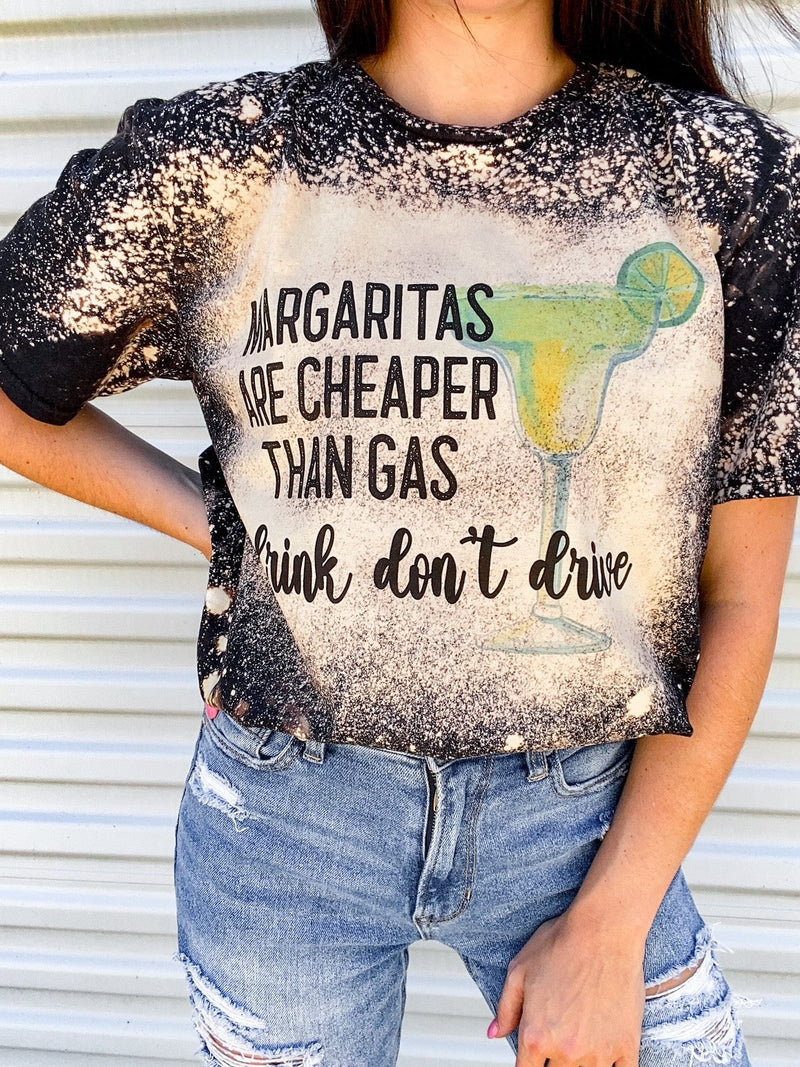 MARGARITAS
ARE CHEAPER
THAN GAS
drink don't drive